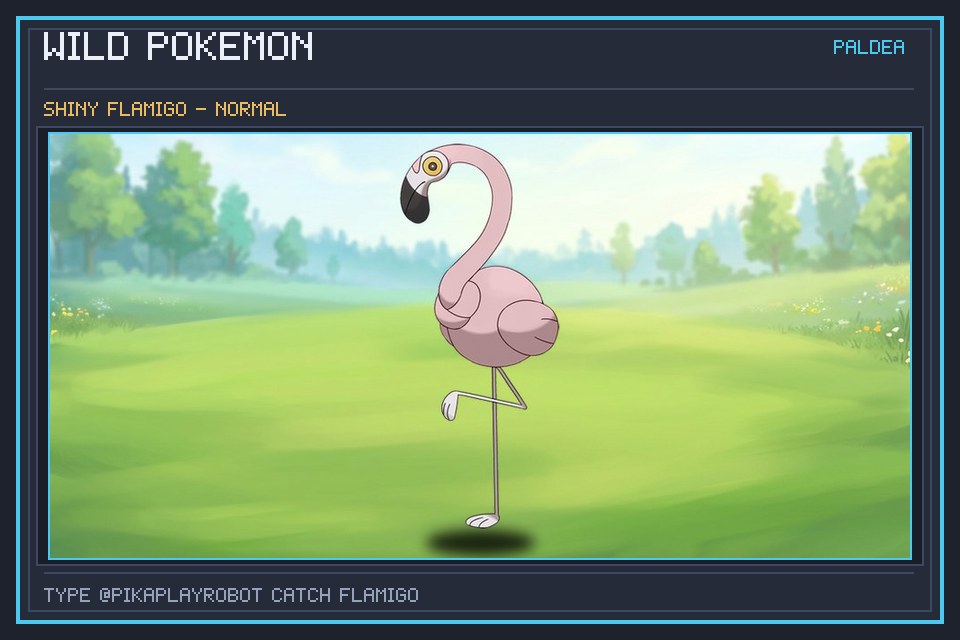 WILD POKEMON
PALDEA
SHINY FLAMIGO - NORMAL
TYPE @PIKAPLAYROBOT CATCH FLAMIGO